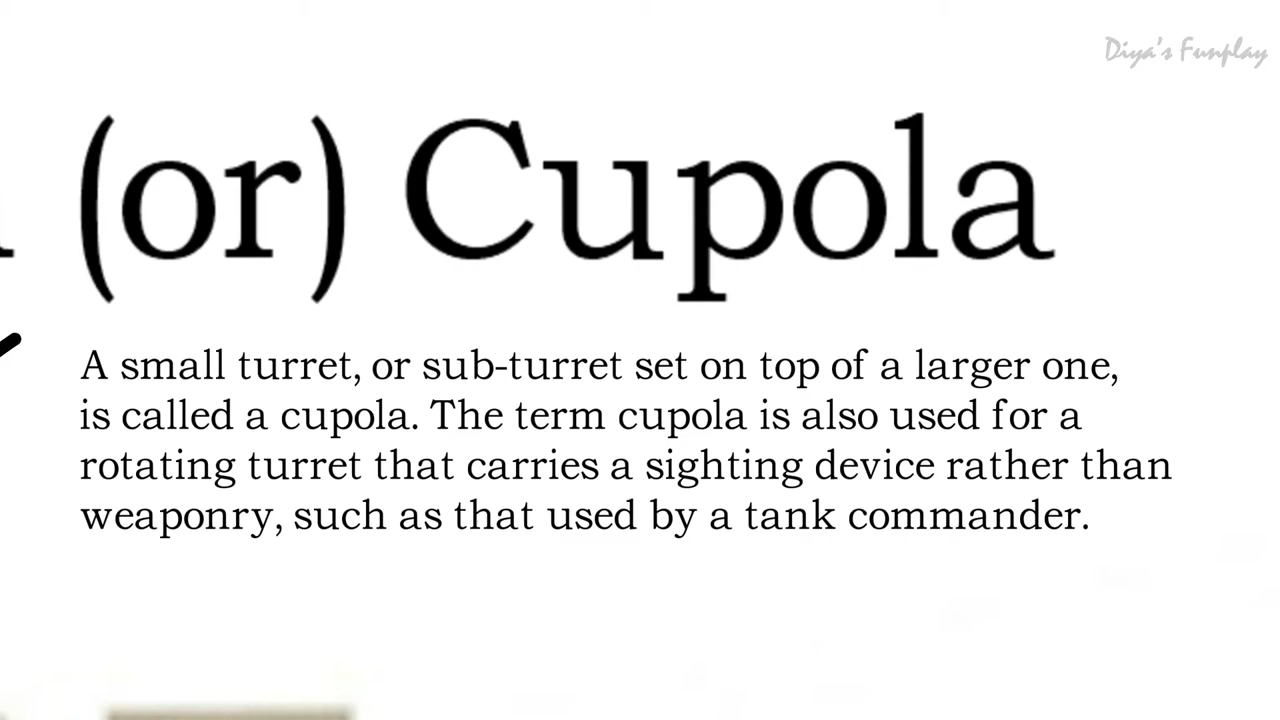 Diya's Funplay
(or) Cupola
A small turret, or sub-turret set on top of a larger one,
is called a cupola. The term cupola is also used for a
rotating turret that carries a sighting device rather than
weaponry, such as that used by a tank commander.